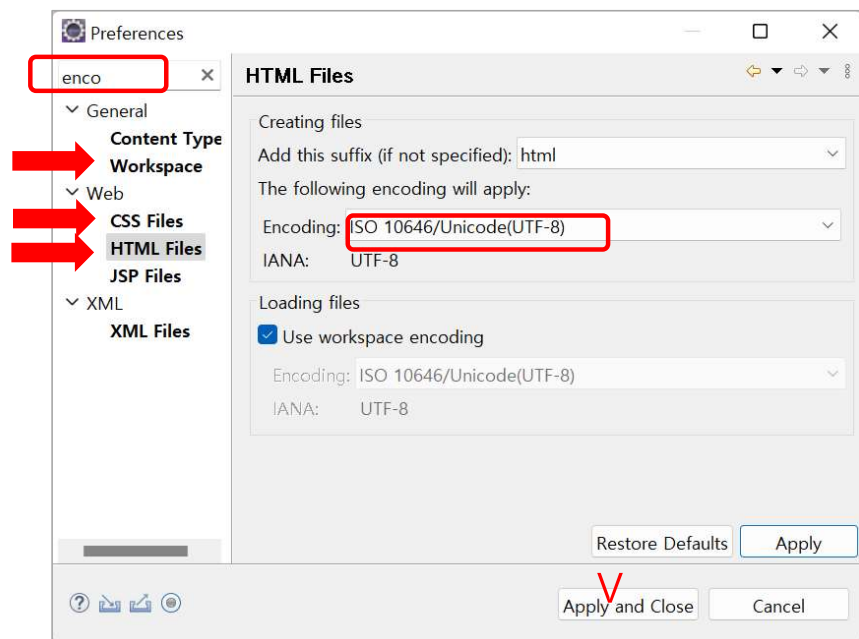 Preferences
enco
HTML Files
General
Content Type
Workspace
Web
CSS Files
HTML Files
JSP Files
XML
XML Files
Creating files
Add this suffix (if not specified): html
The following encoding will apply:
Encoding: ISO 10646/Unicode(UTF-8)
IANA: UTF-8
Loading files
Use workspace encoding
Encoding: ISO 10646/Unicode(UTF-8)
IANA: UTF-8
Restore Defaults Apply
V
Apply and Close Cancel